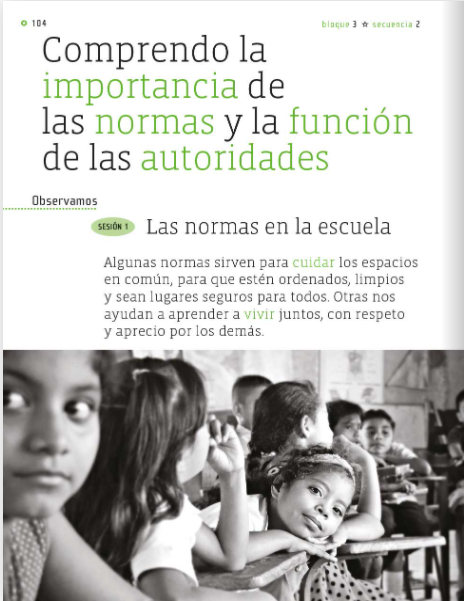 104
bloque 3 ☆ secuencia 2
Comprendo la
importancia de
las normas y la función
de las autoridades
Observamos
SESIÓN 1
Las normas en la escuela
Algunas normas sirven para cuidar los espacios
en común, para que estén ordenados, limpios
y sean lugares seguros para todos. Otras nos
ayudan a aprender a vivir juntos, con respeto
y aprecio por los demás.